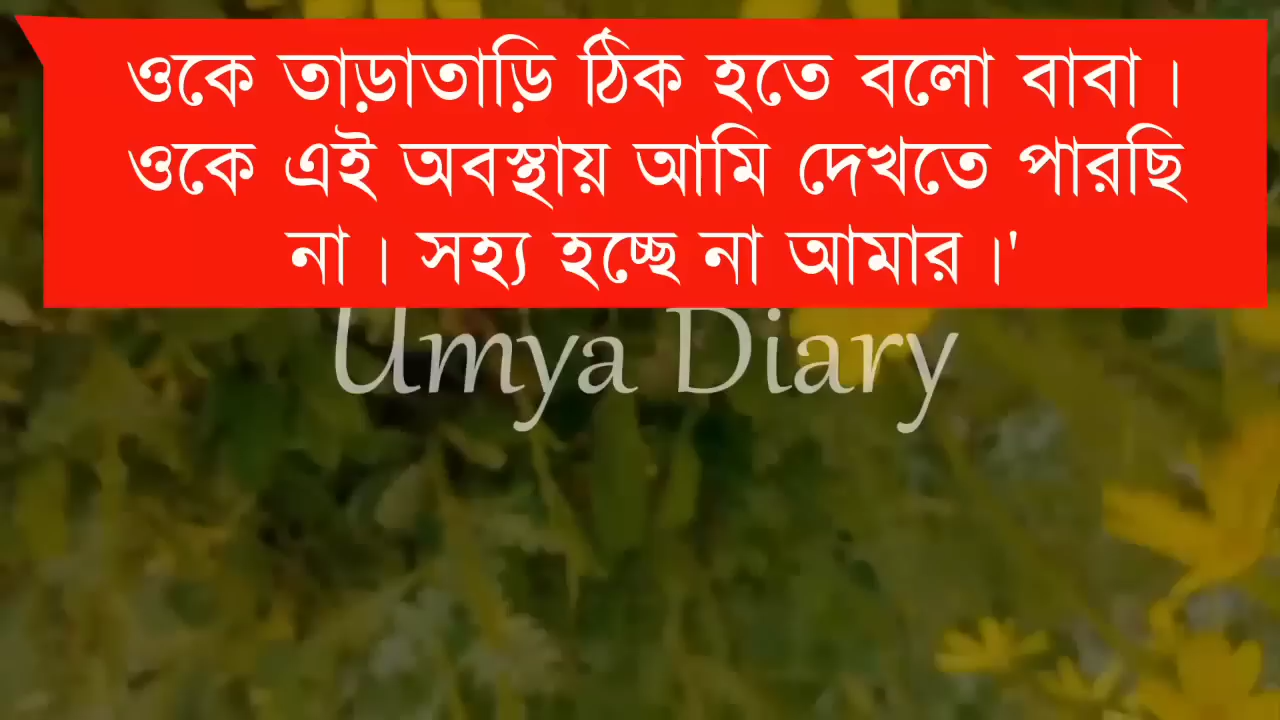 ওকে তাড়াতাড়ি ঠিক হতে বলো বাবা।
ওকে এই অবস্থায় আমি দেখতে পারছি
না। সহ্য হচ্ছে না আমার।'
Umya Diary